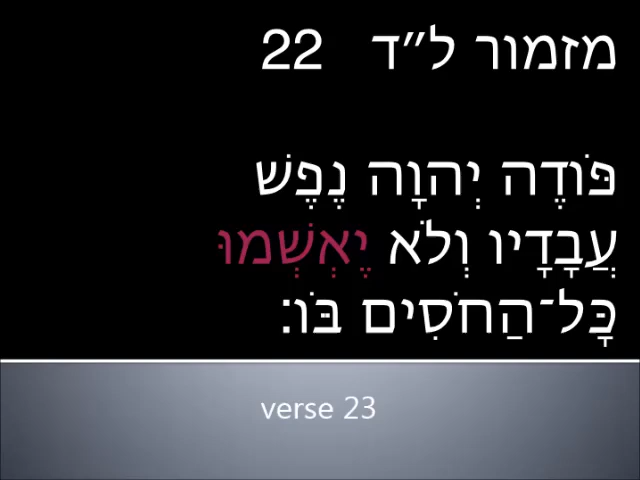 מזמור ל״ד 22
פּוֹדֶה יְהוָה נֶפֶשׁ
עֲבָדָיו וְלֹא יֶאְשְׁמוּ
כָּל־הַחֹסִים בּוֹ׃
verse 23